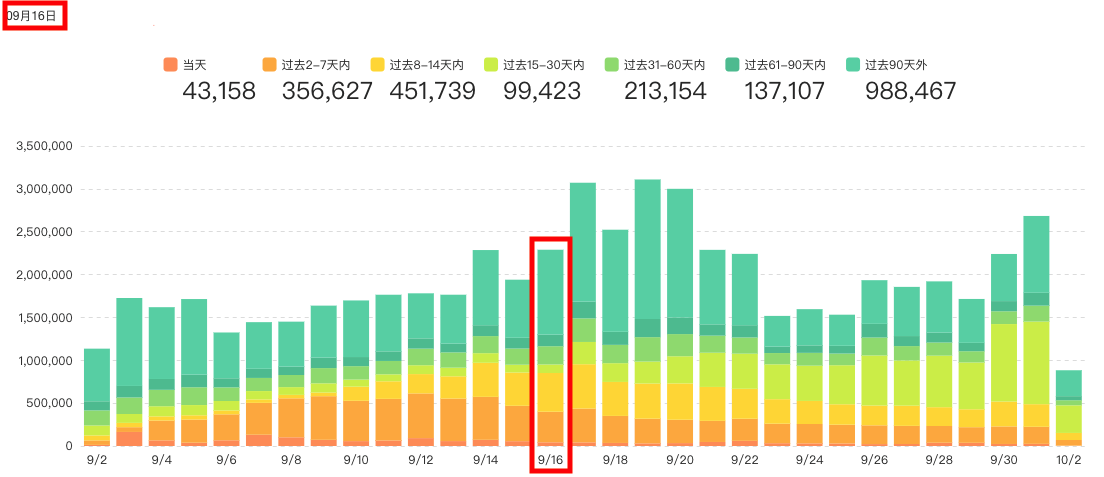 09月16日
当天 过去2-7天内 过去8-14天内 过去15-30天内 过去31-60天内 过去61-90天内 过去90天外
43,158 356,627 451,739 99,423 213,154 137,107 988,467
3,500,000
3,000,000
2,500,000
2,000,000
1,500,000
1,000,000
500,000
0
9/2 9/4 9/6 9/8 9/10 9/12 9/14 9/16 9/18 9/20 9/22 9/24 9/26 9/28 9/30 10/2